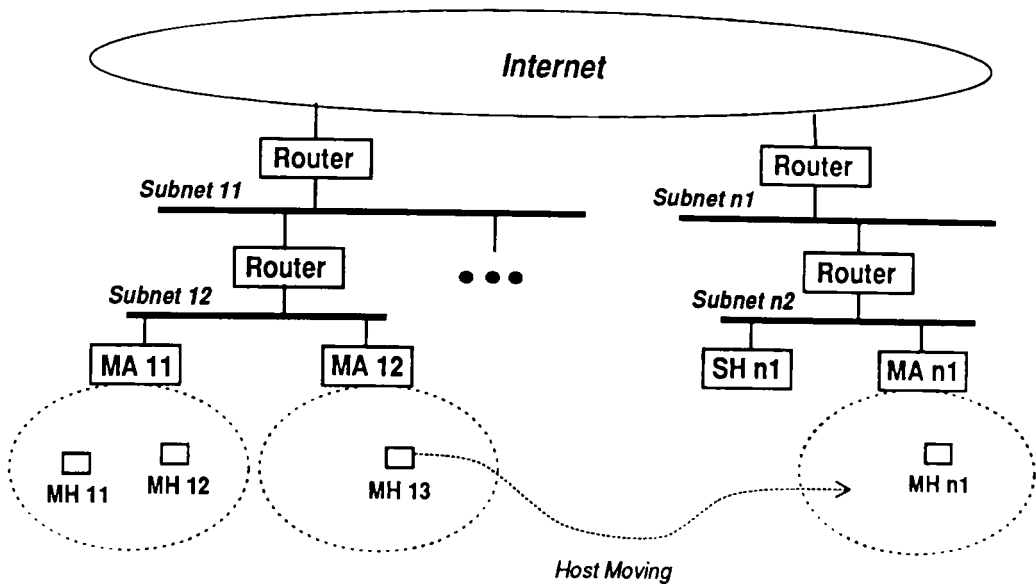 Internet
Router
Router
Subnet 11
Subnet n1
Router
Router
Subnet 12
Subnet n2
MA 11
MA 12
SH n1
MA n1
MH 11
MH 12
MH 13
MH n1
Host Moving